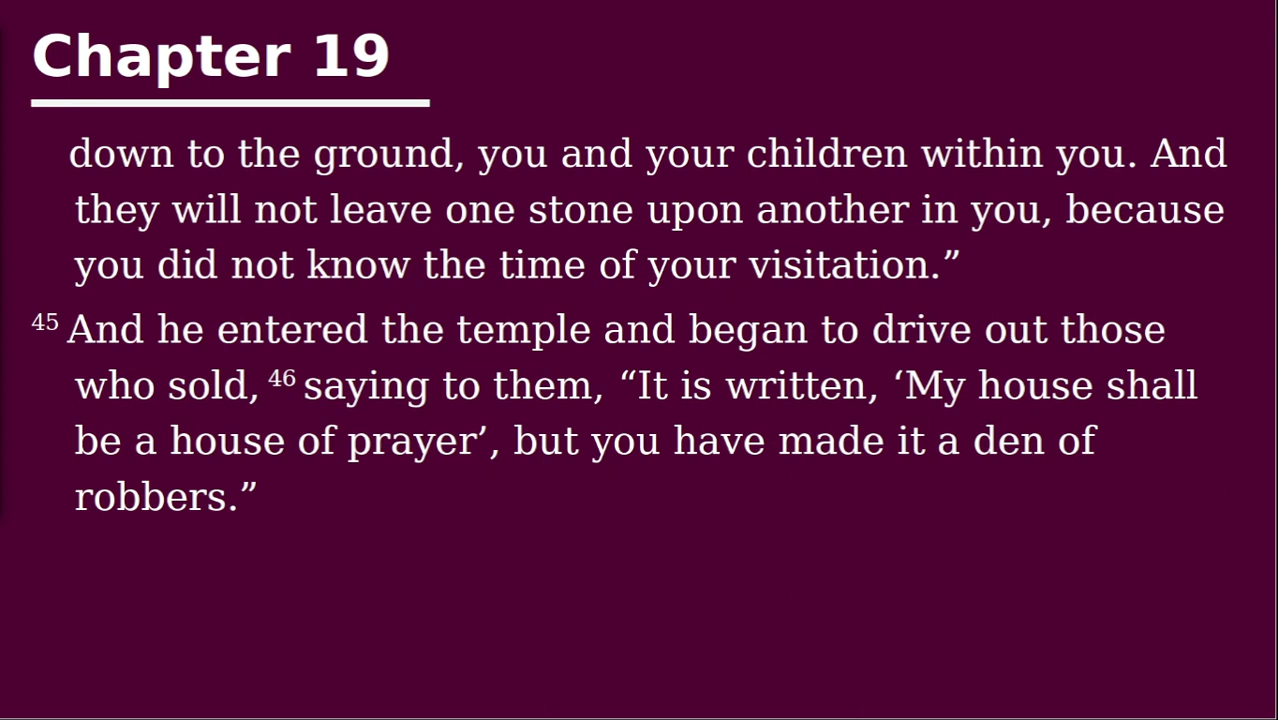 Chapter 19
down to the ground, you and your children within you. And
they will not leave one stone upon another in you, because
you did not know the time of your visitation.”
45 And he entered the temple and began to drive out those
who sold, 46 saying to them, “It is written, ‘My house shall
be a house of prayer’, but you have made it a den of
robbers.”